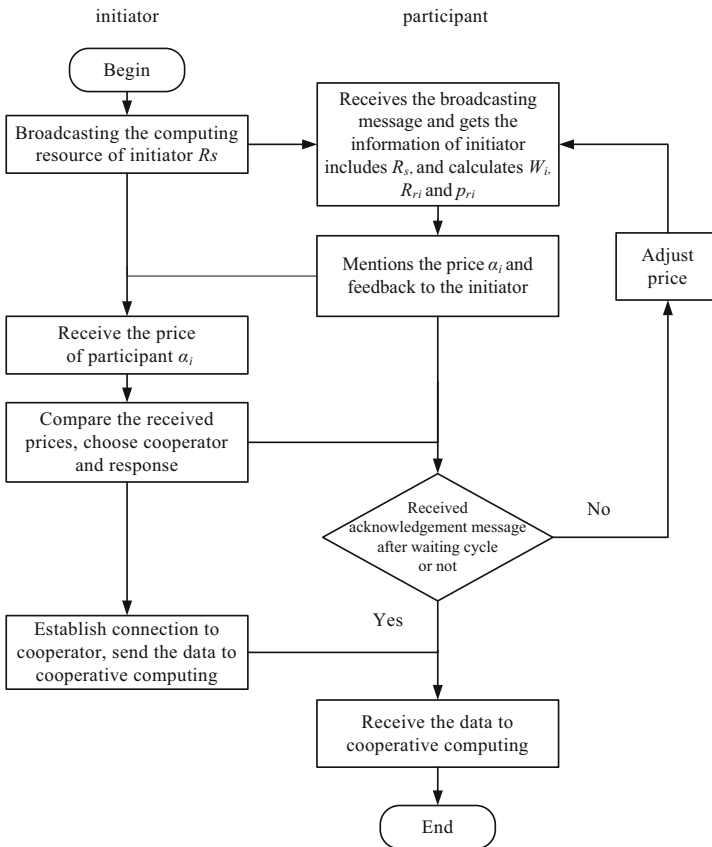 initiator
participant
Begin
Broadcasting the computing
resource of initiator Rs
Receives the broadcasting
message and gets the
information of initiator
includes Rs, and calculates Wi,
Rri and pri
Mentions the price αi and
feedback to the initiator
Adjust
price
Receive the price
of participant αi
Compare the received
prices, choose cooperator
and response
Received
acknowledgement message
after waiting cycle
or not
No
Yes
Establish connection to
cooperator, send the data to
cooperative computing
Receive the data to
cooperative computing
End